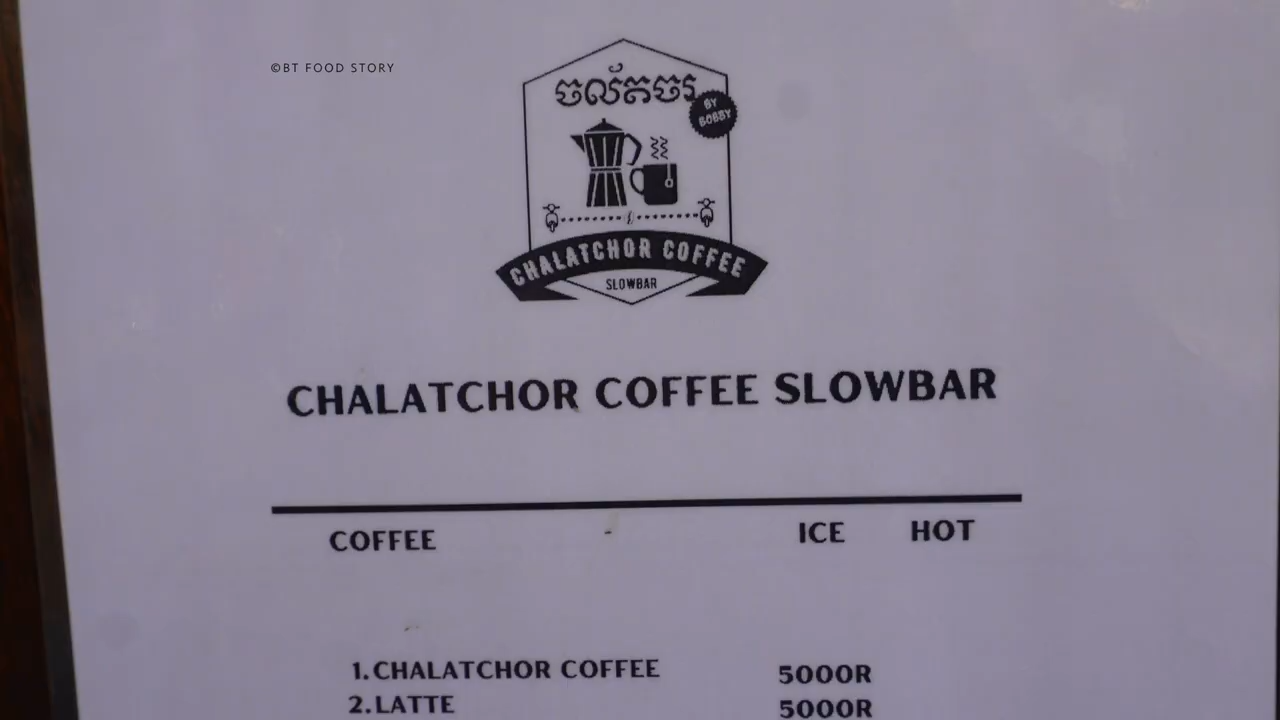 ©BT FOOD STORY
ចល័តចរ
BY
BOBBY
CHALATCHOR COFFEE
SLOWBAR
CHALATCHOR COFFEE SLOWBAR
COFFEE ICE HOT
1. CHALATCHOR COFFEE 5000R
2. LATTE 5000R